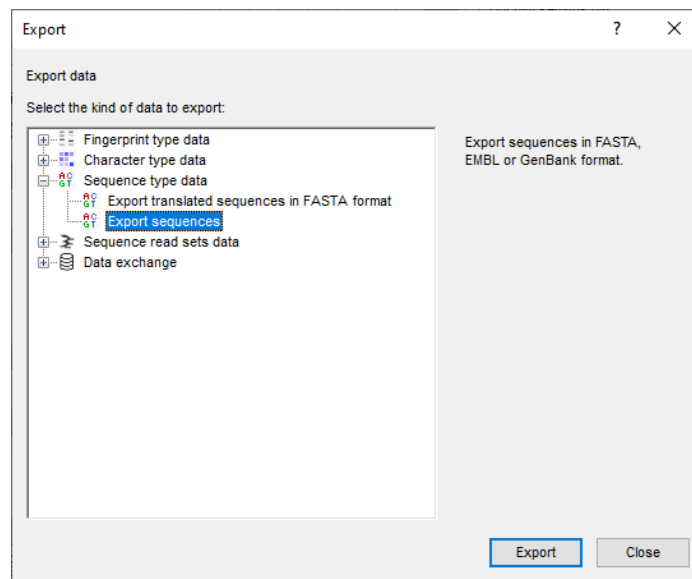 Export
?
Export data
Select the kind of data to export:
Fingerprint type data
Character type data
Sequence type data
Export translated sequences in FASTA format
Export sequences
Sequence read sets data
Data exchange
Export sequences in FASTA,
EMBL or GenBank format.
Export
Close